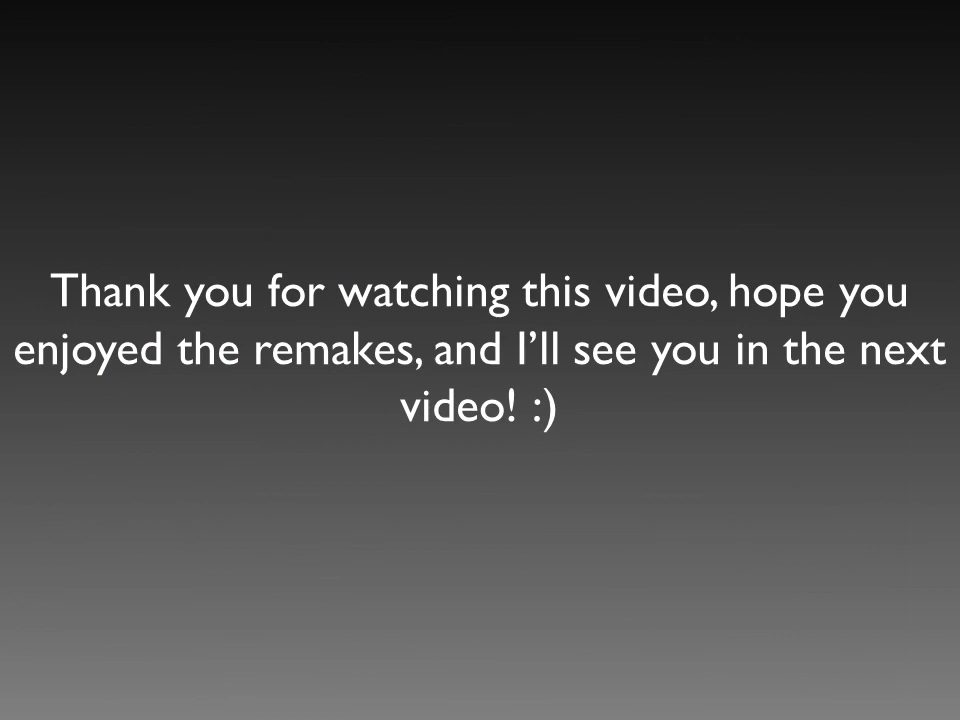 Thank you for watching this video, hope you
enjoyed the remakes, and I’ll see you in the next
video! :)